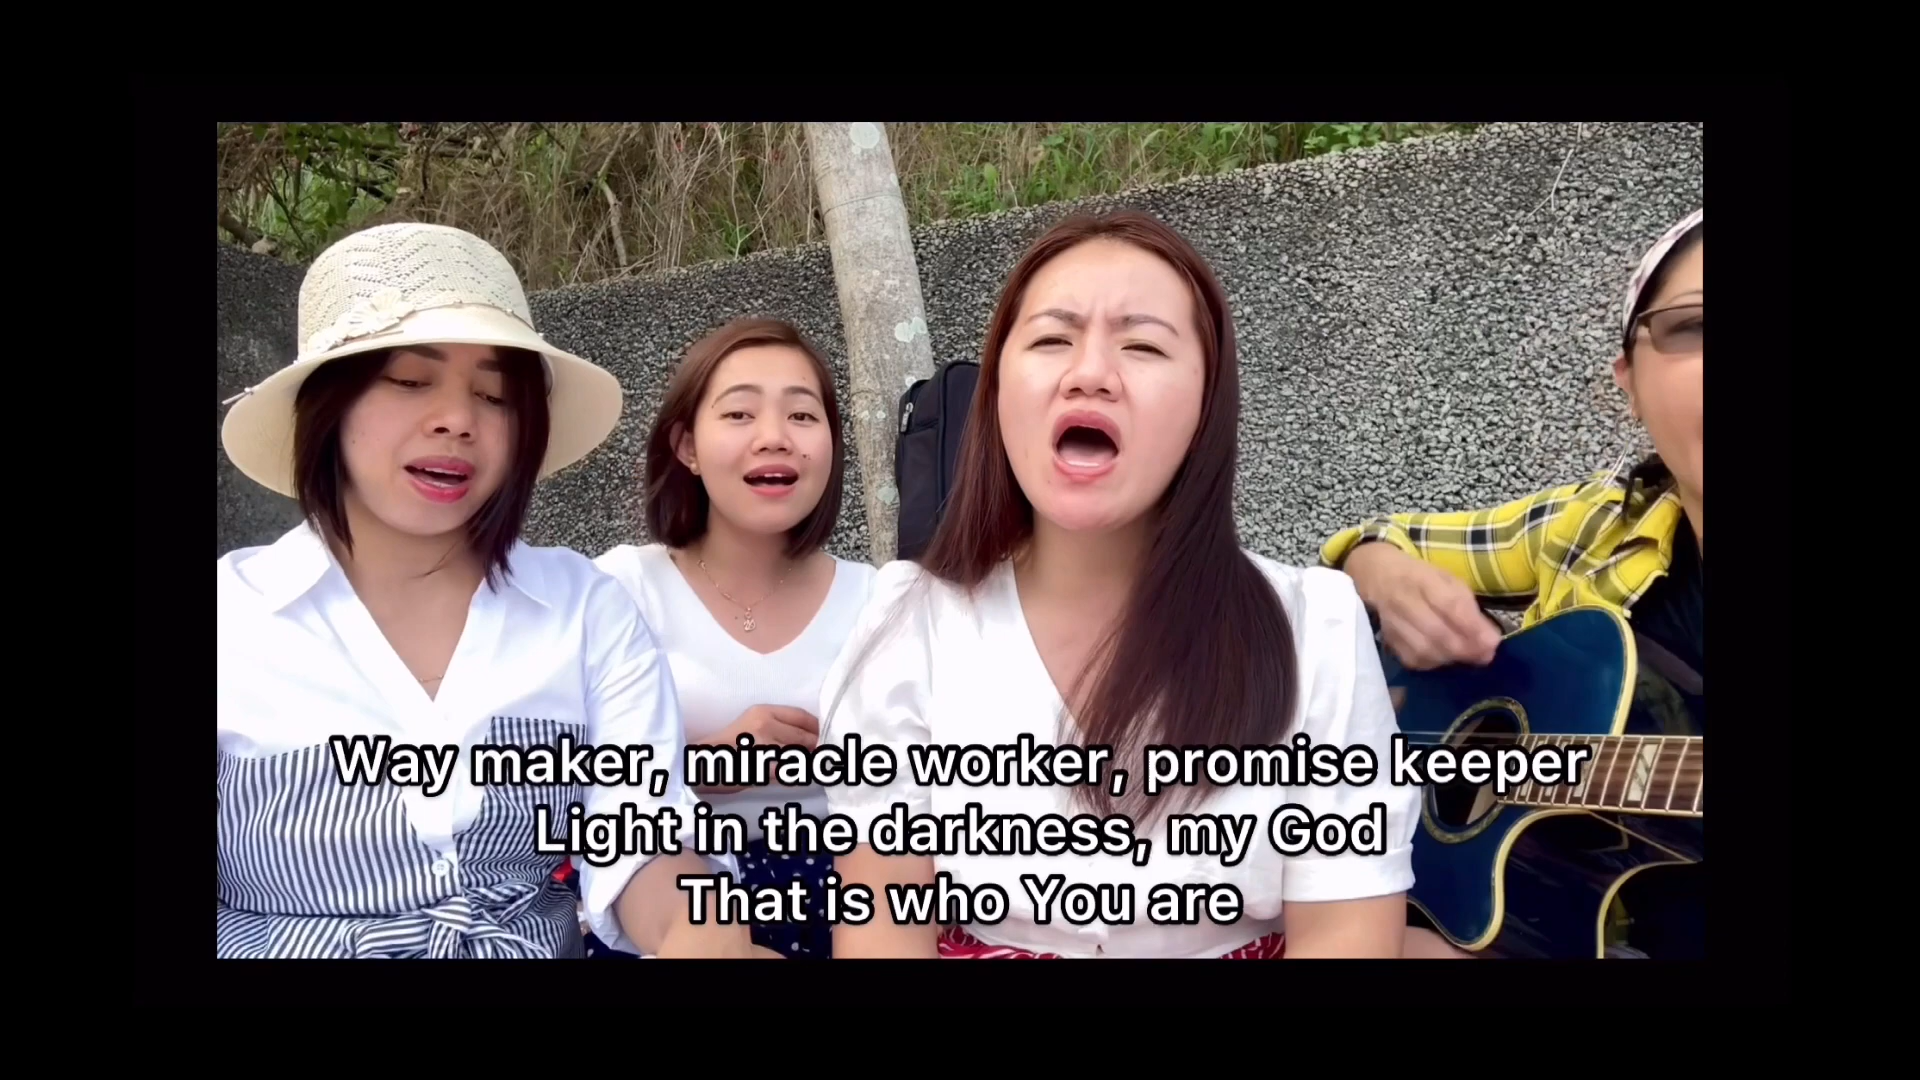 Way maker, miracle worker, promise keeper
Light in the darkness, my God
That is who You are